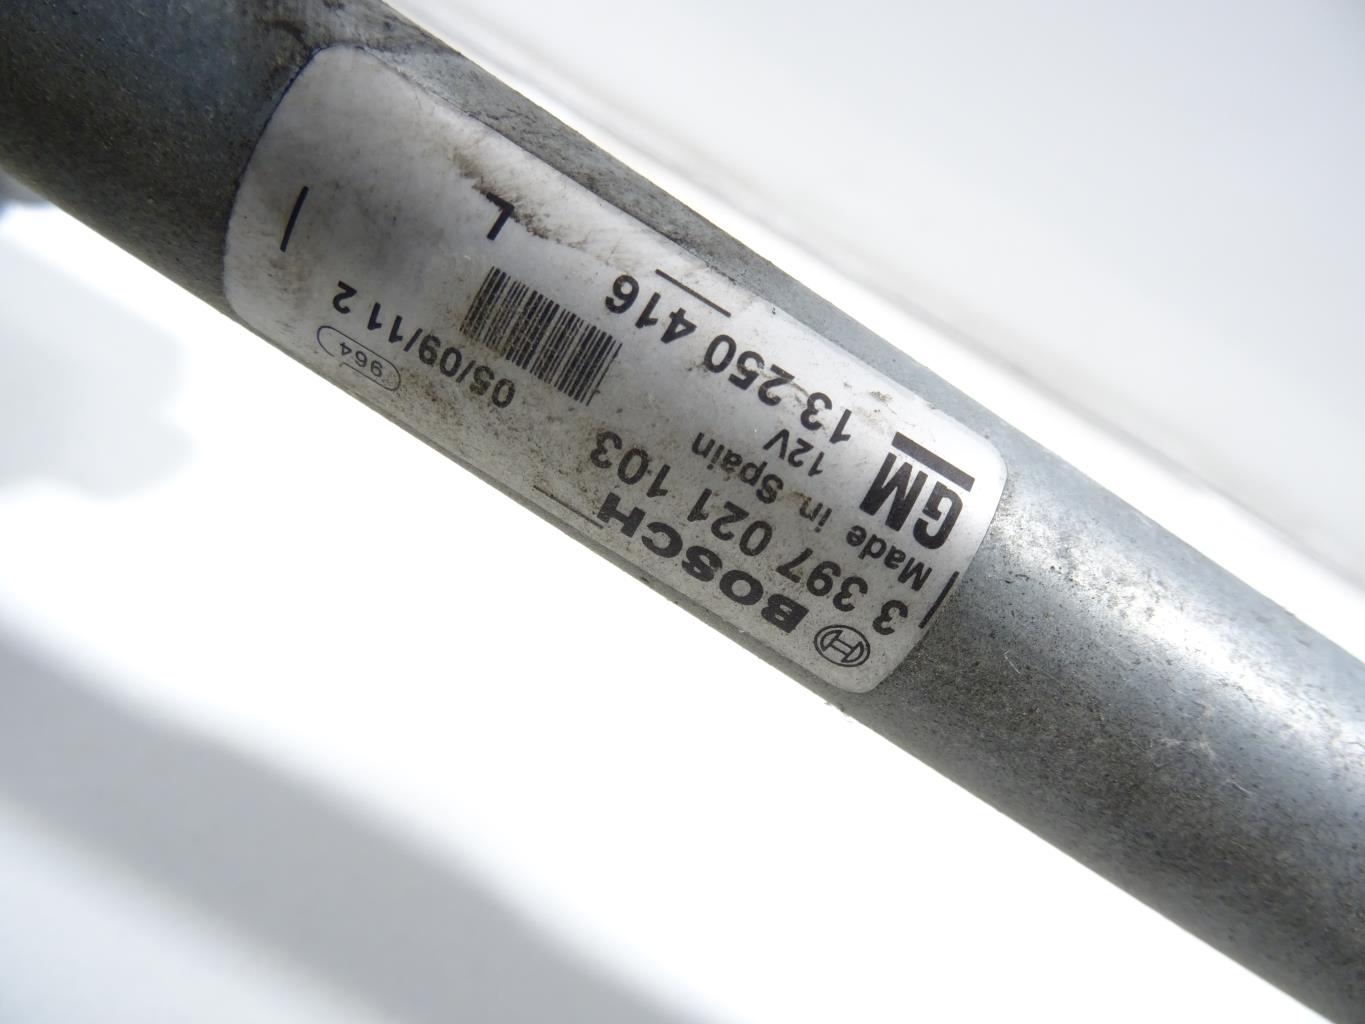 BOSCH
3 397 021 103
Made in Spain
12V
GM 13 250 416
05/09/11 2
964
L